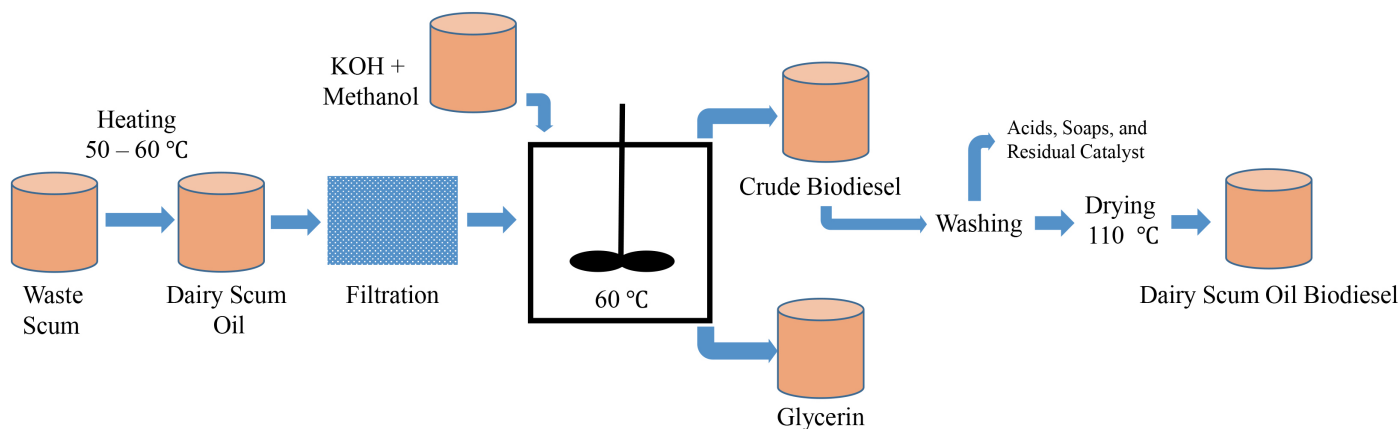 KOH +
Methanol
Heating
50 – 60 °C
Waste
Scum
Dairy Scum
Oil
Filtration
60 °C
Crude Biodiesel
Glycerin
Acids, Soaps, and
Residual Catalyst
Washing
Drying
110 °C
Dairy Scum Oil Biodiesel